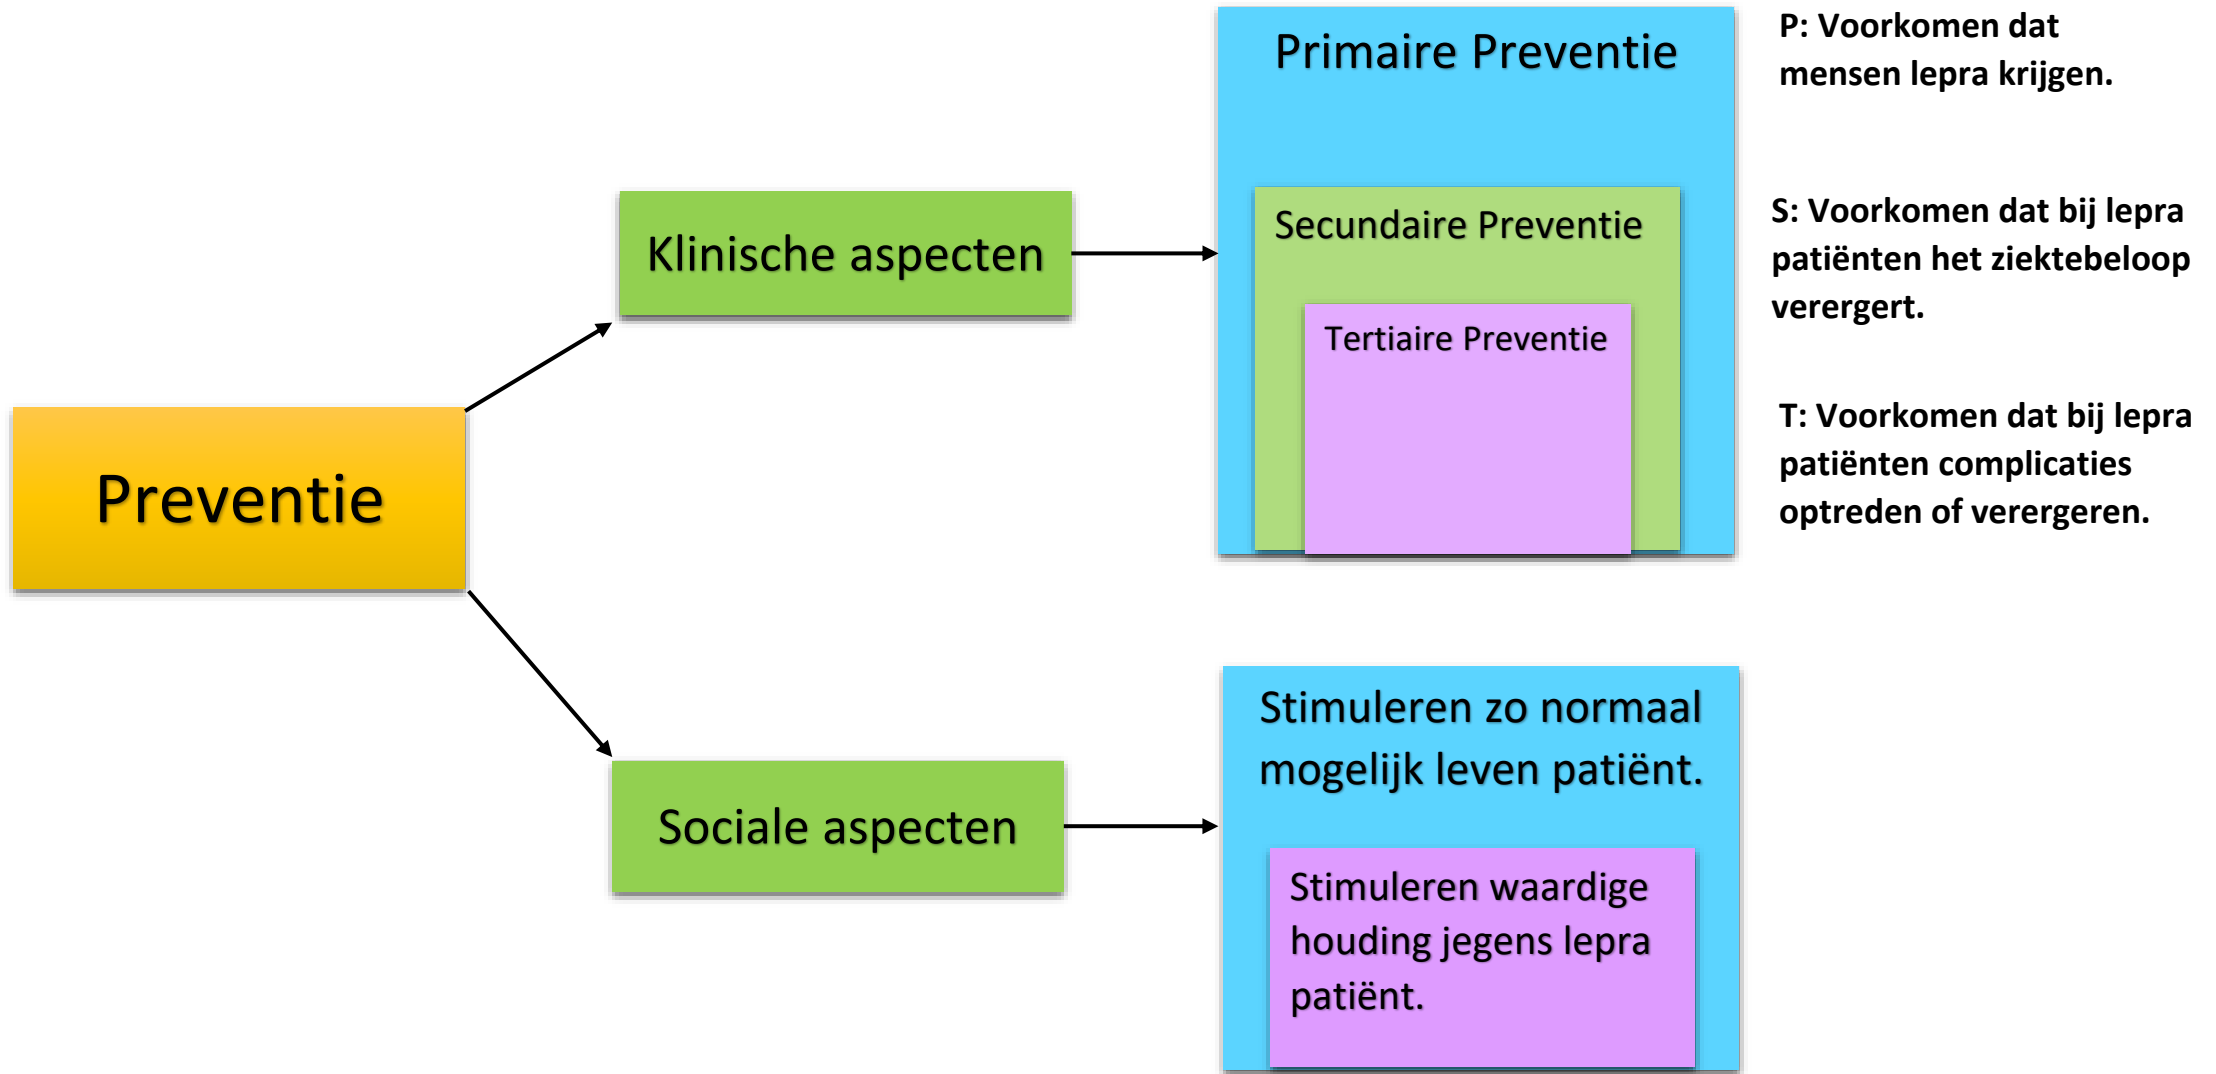 Primaire Preventie
P: Voorkomen dat
mensen lepra krijgen.
Klinische aspecten
Secundaire Preventie
S: Voorkomen dat bij lepra
patiënten het ziektebeloop
verergert.
Tertiaire Preventie
T: Voorkomen dat bij lepra
patiënten complicaties
optreden of verergeren.
Preventie
Sociale aspecten
Stimuleren zo normaal
mogelijk leven patiënt.
Stimuleren waardige
houding jegens lepra
patiënt.